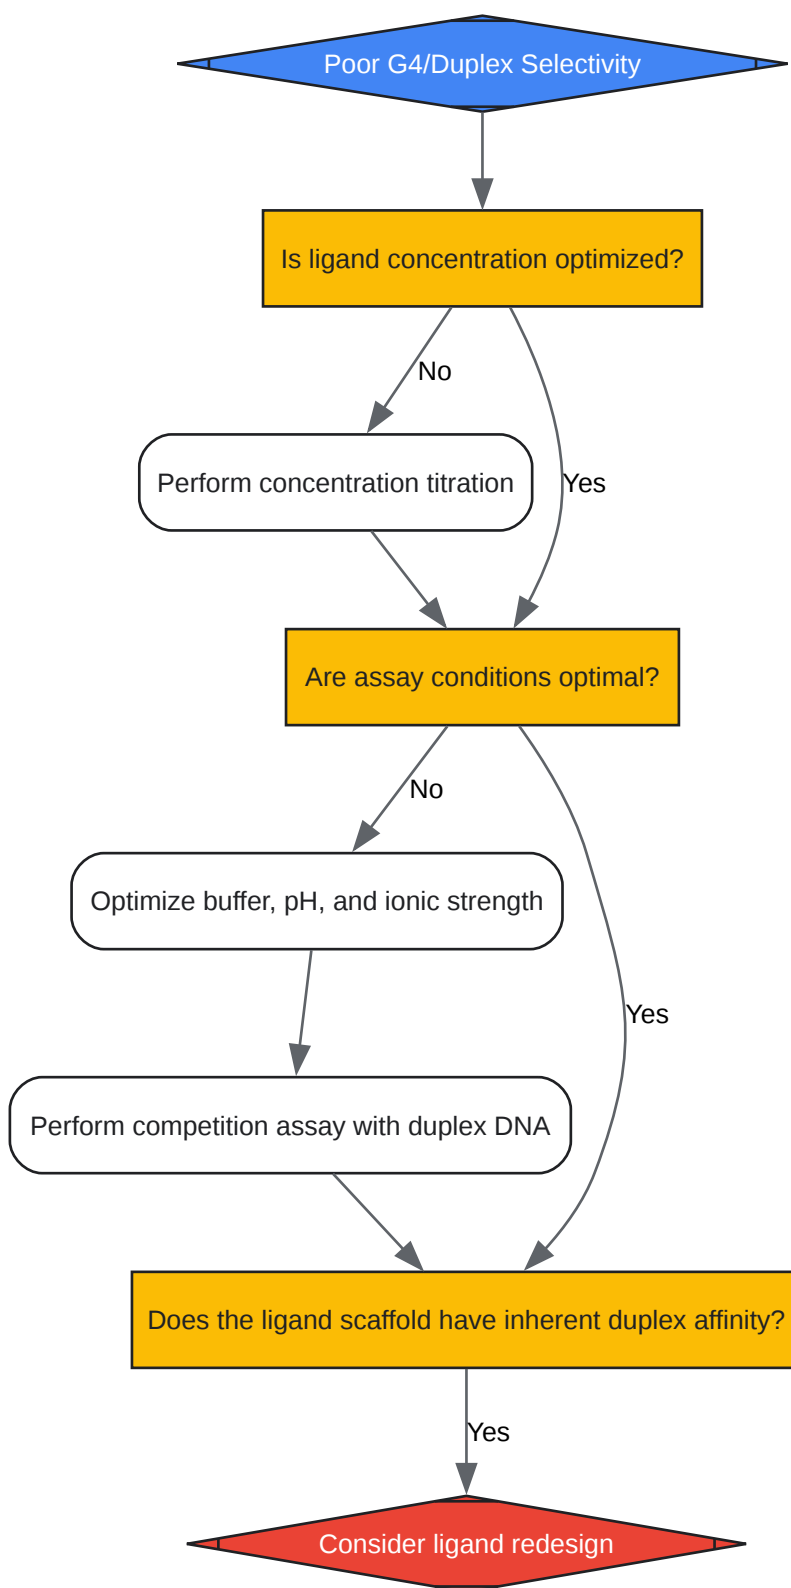 Poor G4/Duplex Selectivity
Is ligand concentration optimized?
No
Perform concentration titration
Yes
Are assay conditions optimal?
No
Optimize buffer, pH, and ionic strength
Yes
Perform competition assay with duplex DNA
Does the ligand scaffold have inherent duplex affinity?
Yes
Consider ligand redesign